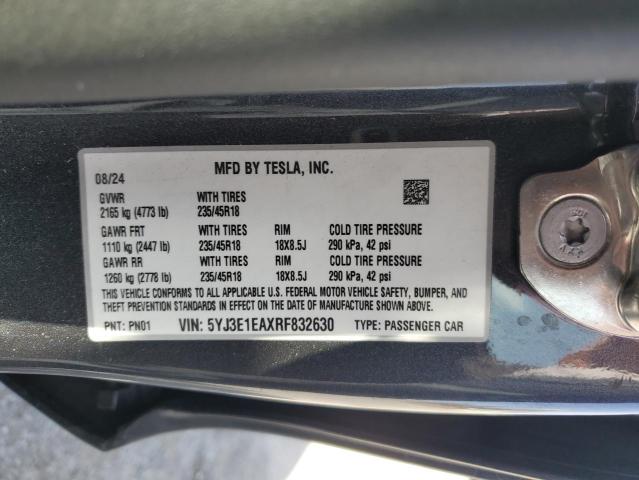 MFD BY TESLA, INC.
08/24
GVWR WITH TIRES
2165 kg (4773 lb) 235/45R18
GAWR FRT WITH TIRES RIM COLD TIRE PRESSURE
1110 kg (2447 lb) 235/45R18 18X8.5J 290 kPa, 42 psi
GAWR RR WITH TIRES RIM COLD TIRE PRESSURE
1260 kg (2778 lb) 235/45R18 18X8.5J 290 kPa, 42 psi
THIS VEHICLE CONFORMS TO ALL APPLICABLE U.S. FEDERAL MOTOR VEHICLE SAFETY, BUMPER, AND
THEFT PREVENTION STANDARDS IN EFFECT ON THE DATE OF MANUFACTURE SHOWN ABOVE.
PNT: PN01 VIN: 5YJ3E1EAXRF832630 TYPE: PASSENGER CAR